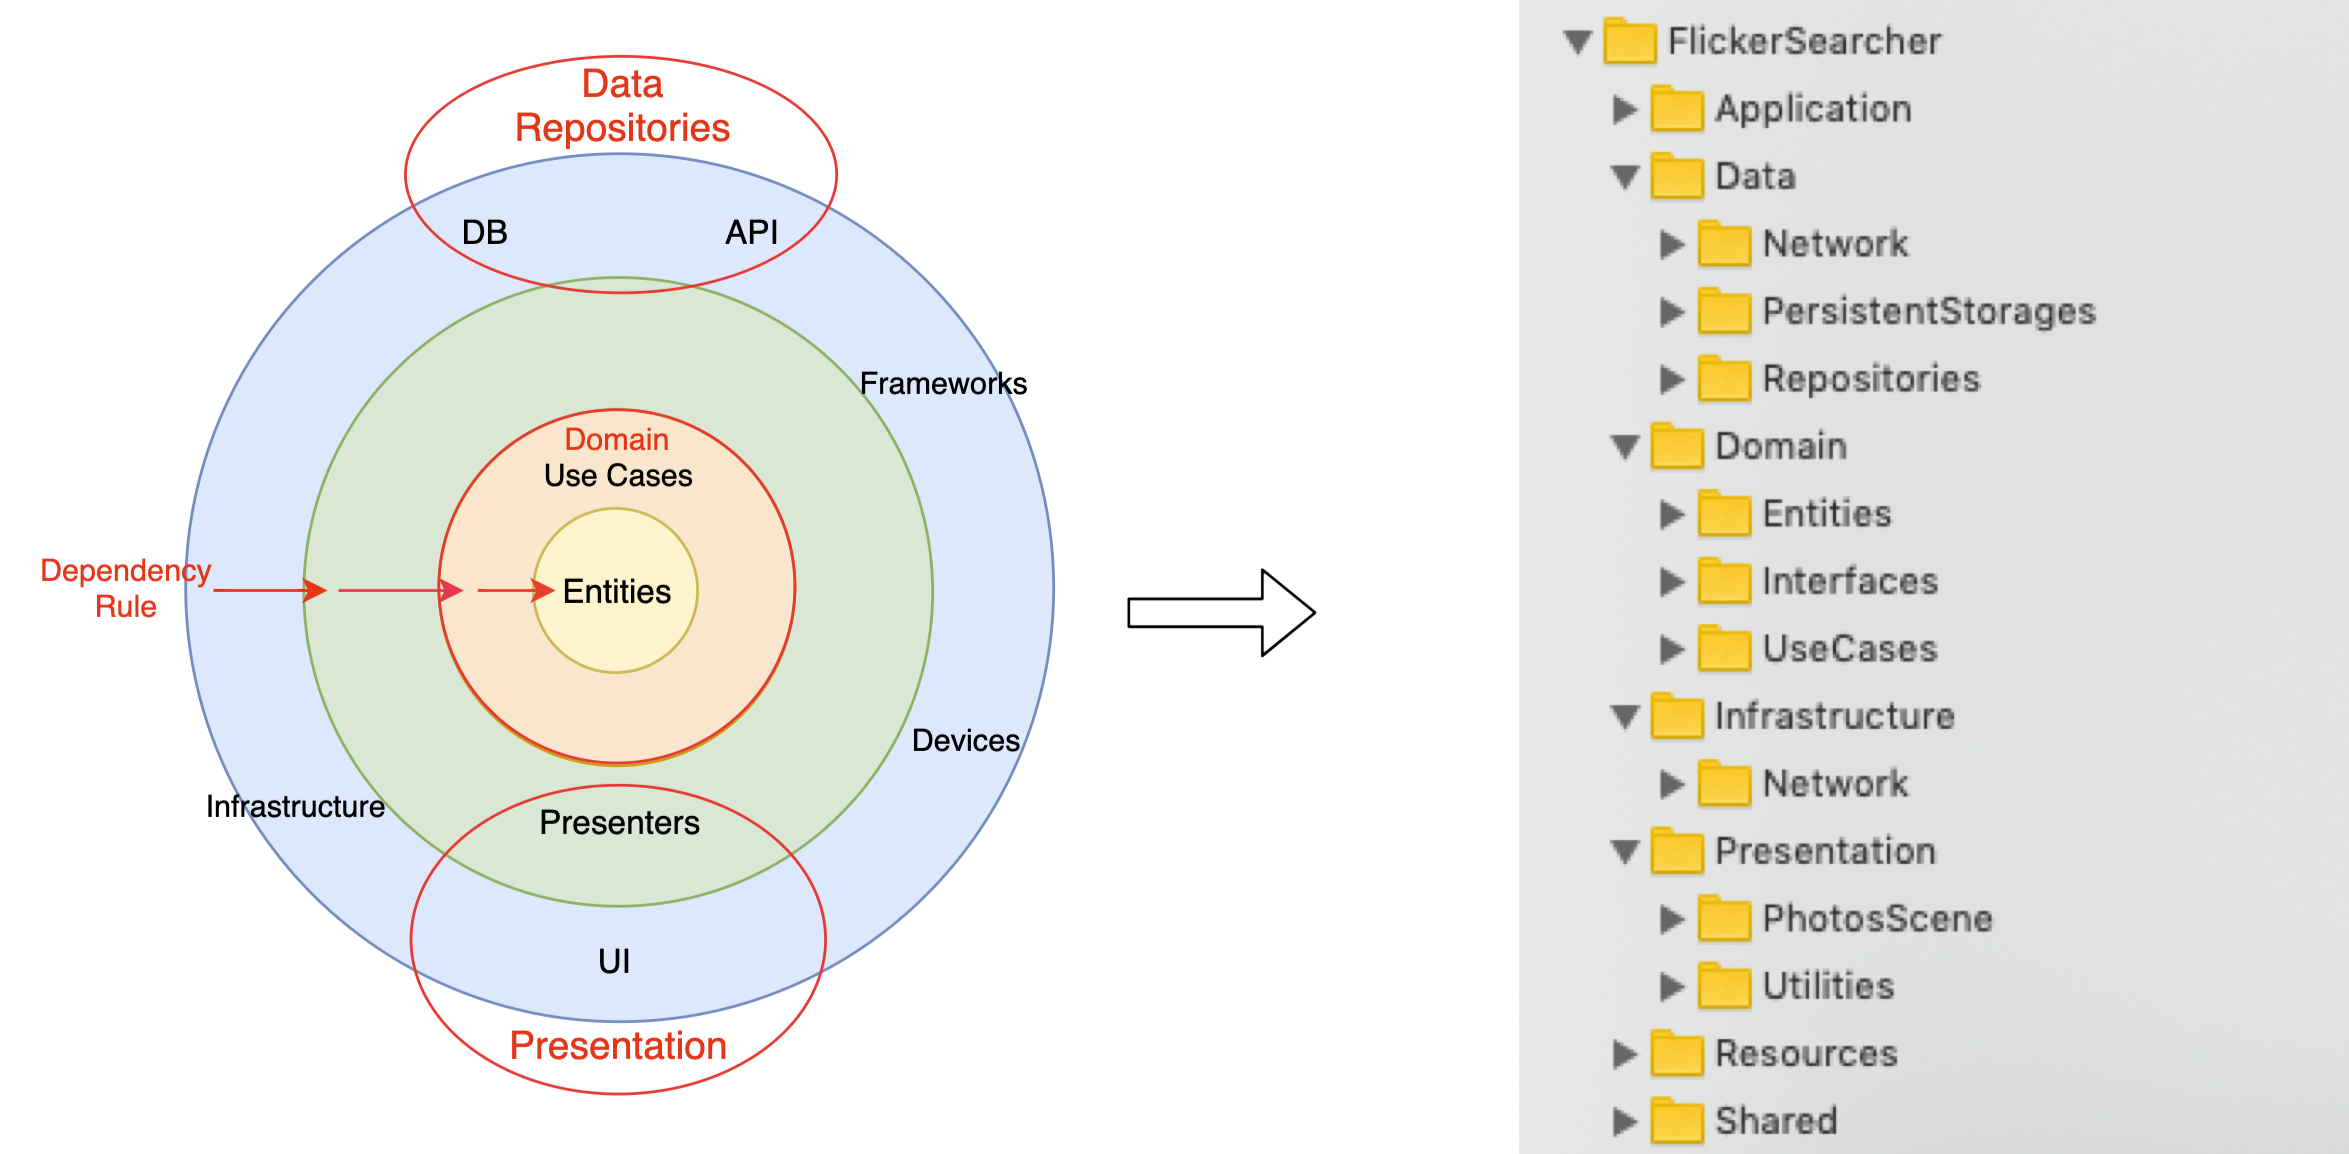 Data
Repositories
DB
API
Frameworks
Domain
Use Cases
Dependency
Rule
Entities
Devices
Infrastructure
Presenters
UI
Presentation
FlickerSearcher
Application
Data
Network
PersistentStorages
Repositories
Domain
Entities
Interfaces
UseCases
Infrastructure
Network
Presentation
PhotosScene
Utilities
Resources
Shared